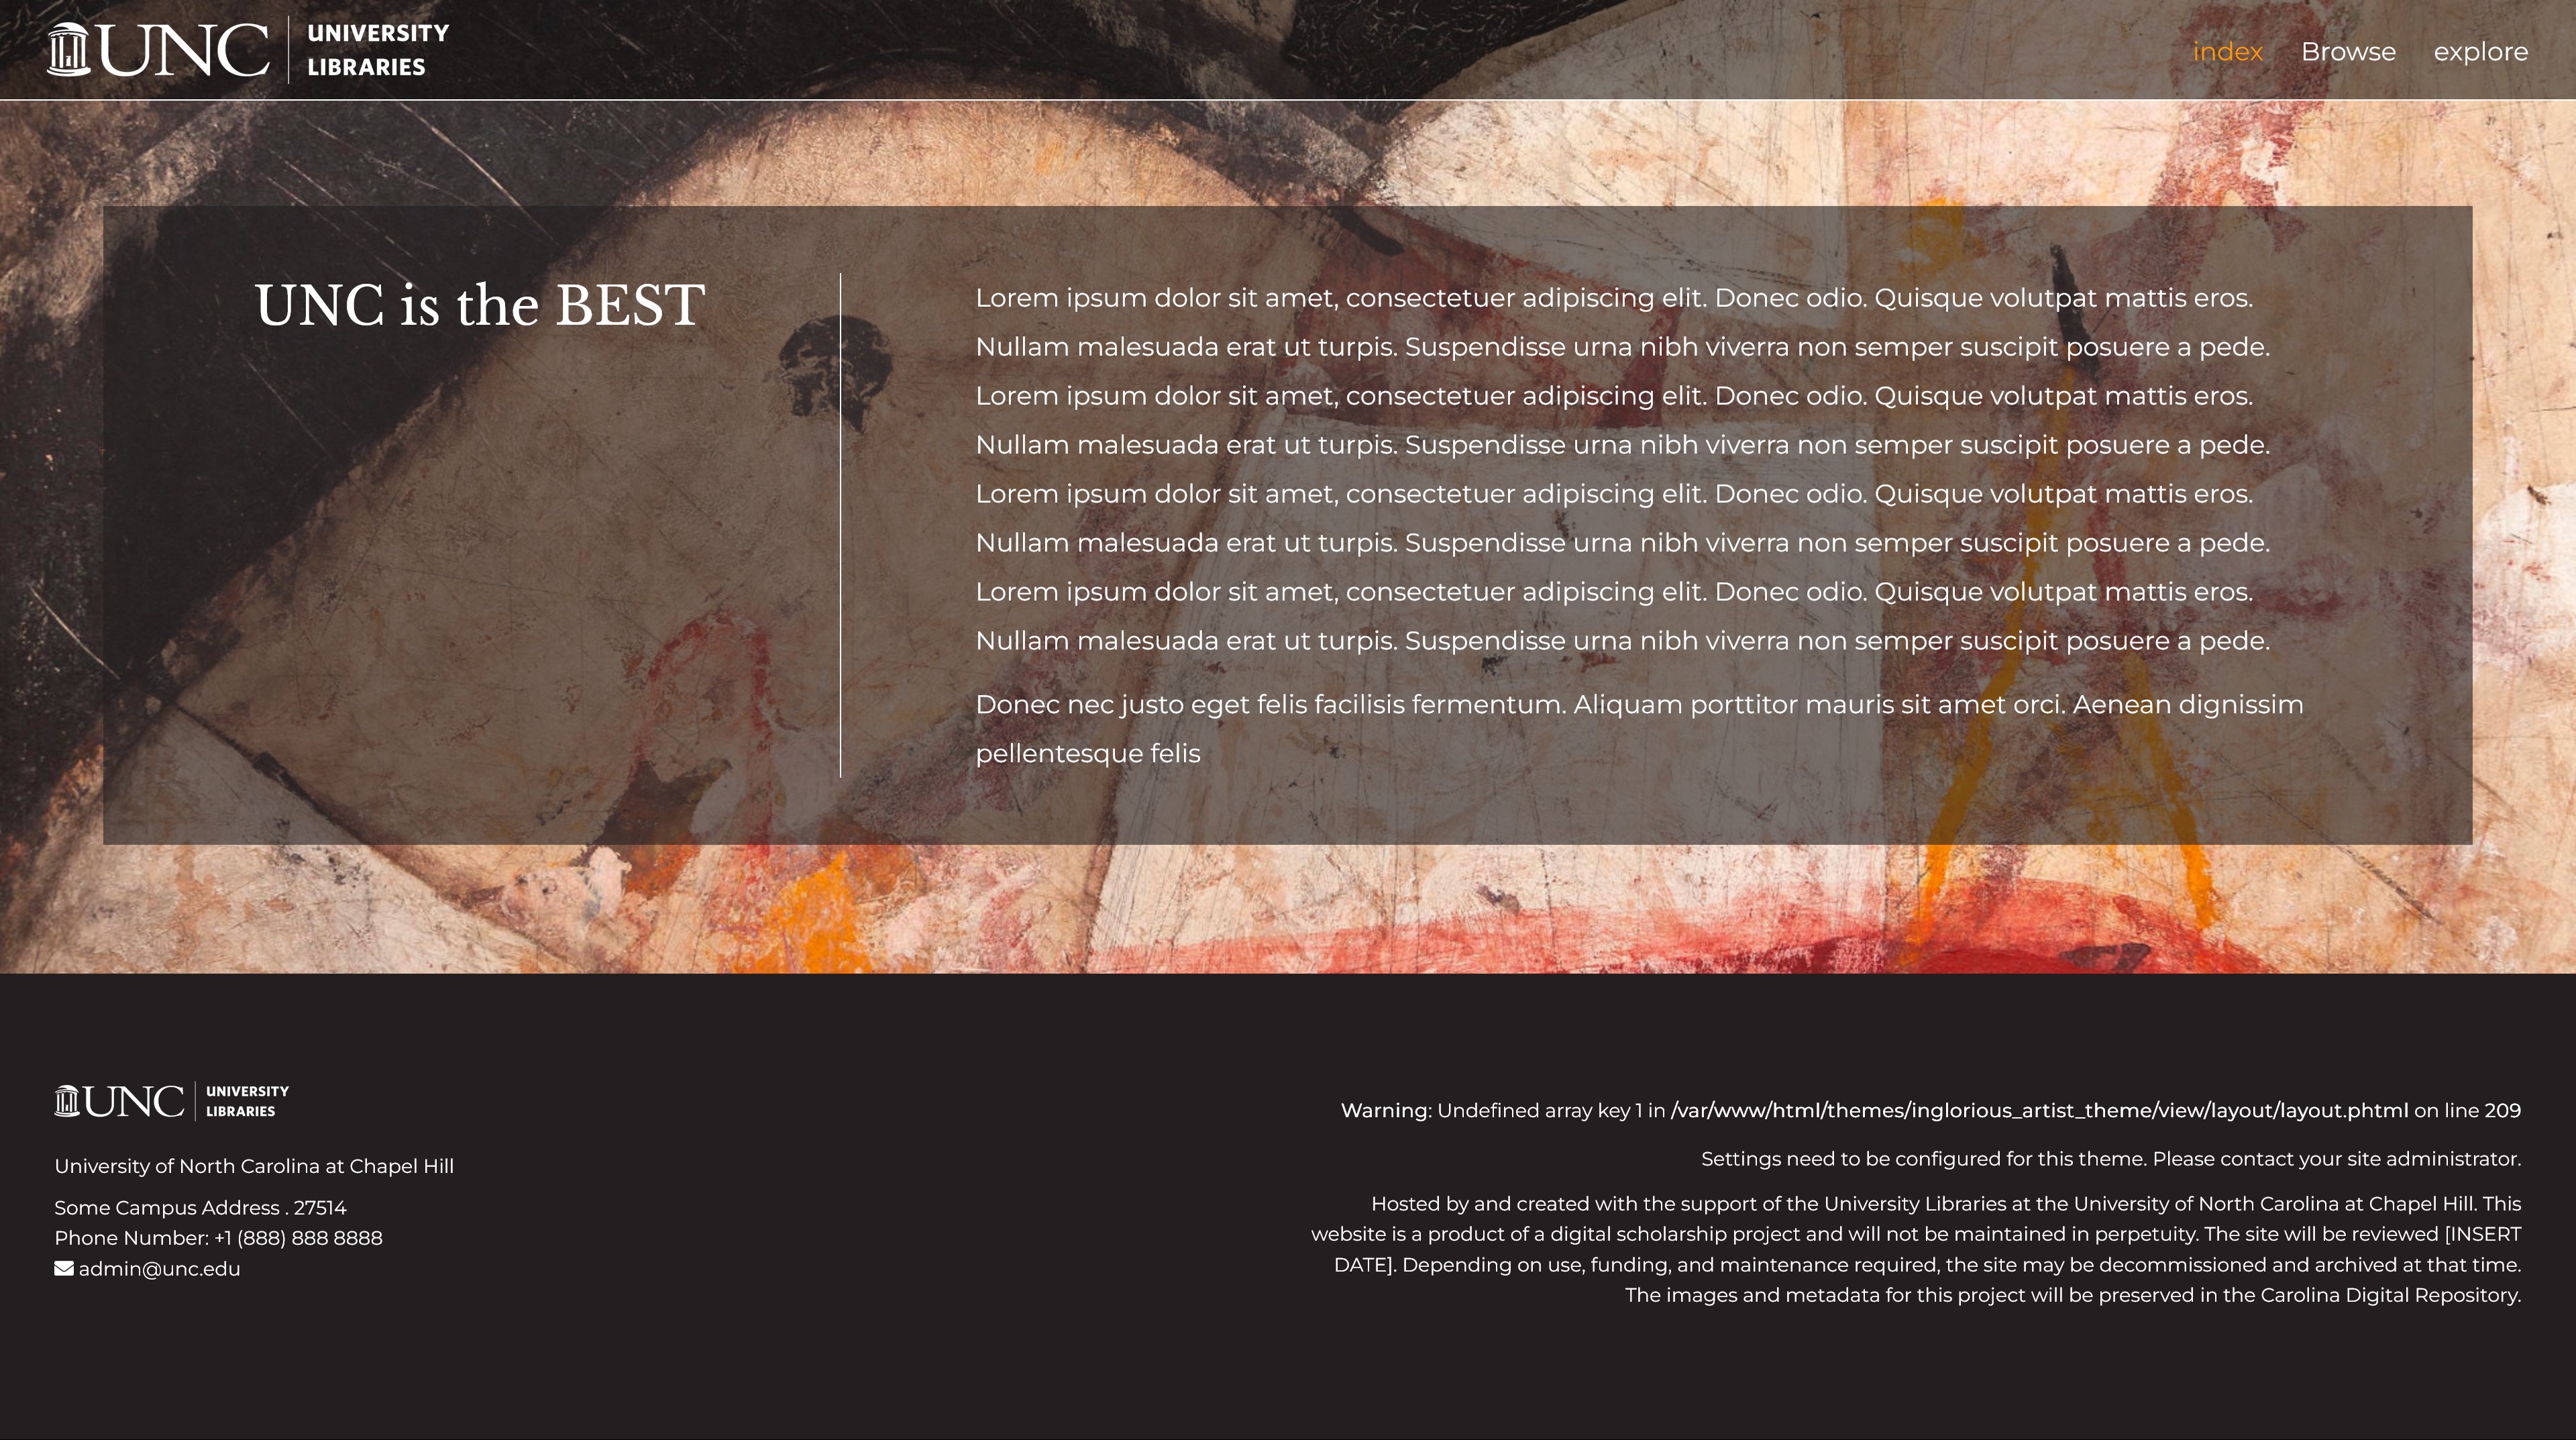 UNC UNIVERSITY
LIBRARIES
index Browse explore
UNC is the BEST
Lorem ipsum dolor sit amet, consectetuer adipiscing elit. Donec odio. Quisque volutpat mattis eros.
Nullam malesuada erat ut turpis. Suspendisse urna nibh viverra non semper suscipit posuere a pede.
Lorem ipsum dolor sit amet, consectetuer adipiscing elit. Donec odio. Quisque volutpat mattis eros.
Nullam malesuada erat ut turpis. Suspendisse urna nibh viverra non semper suscipit posuere a pede.
Lorem ipsum dolor sit amet, consectetuer adipiscing elit. Donec odio. Quisque volutpat mattis eros.
Nullam malesuada erat ut turpis. Suspendisse urna nibh viverra non semper suscipit posuere a pede.
Lorem ipsum dolor sit amet, consectetuer adipiscing elit. Donec odio. Quisque volutpat mattis eros.
Nullam malesuada erat ut turpis. Suspendisse urna nibh viverra non semper suscipit posuere a pede.
Donec nec justo eget felis facilisis fermentum. Aliquam porttitor mauris sit amet orci. Aenean dignissim
pellentesque felis
UNC UNIVERSITY
LIBRARIES
University of North Carolina at Chapel Hill
Some Campus Address . 27514
Phone Number: +1 (888) 888 8888
admin@unc.edu
Warning: Undefined array key 1 in /var/www/html/themes/inglorious_artist_theme/view/layout/layout.phtml on line 209
Settings need to be configured for this theme. Please contact your site administrator.
Hosted by and created with the support of the University Libraries at the University of North Carolina at Chapel Hill. This
website is a product of a digital scholarship project and will not be maintained in perpetuity. The site will be reviewed [INSERT
DATE]. Depending on use, funding, and maintenance required, the site may be decommissioned and archived at that time.
The images and metadata for this project will be preserved in the Carolina Digital Repository.